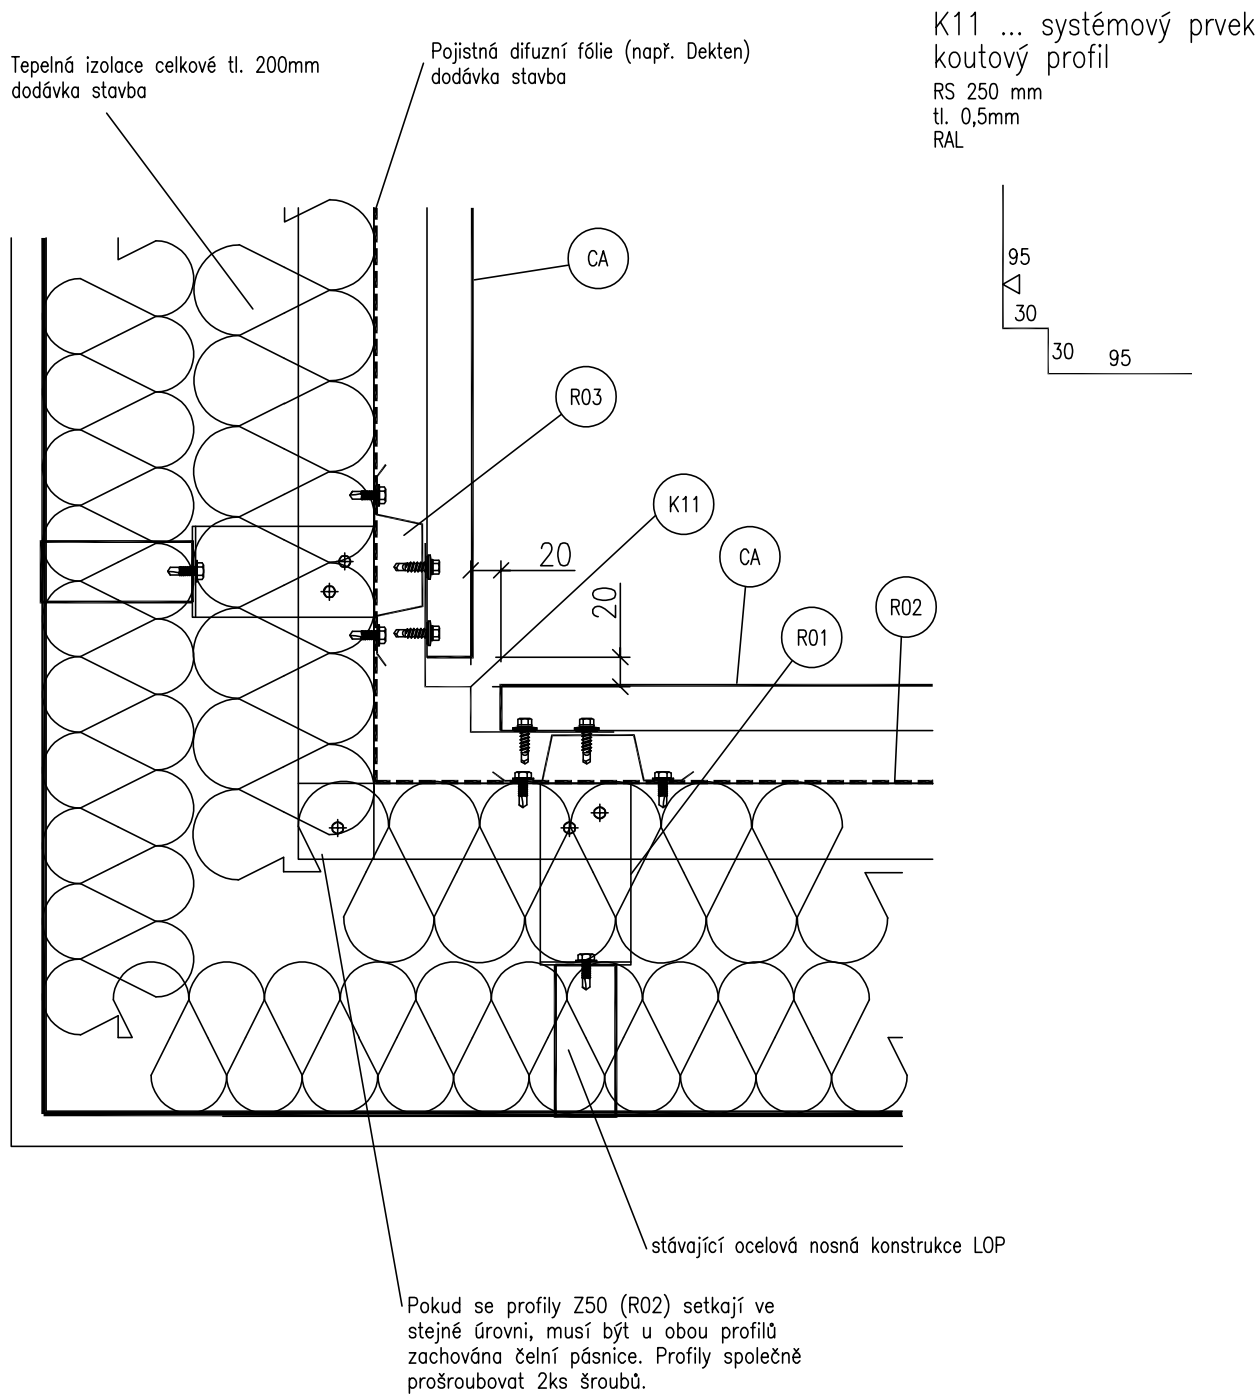 K11 ... systémový prvek
koutový profil
RS 250 mm
tl. 0,5mm
RAL
Tepelná izolace celkové tl. 200mm
dodávka stavba
Pojistná difuzní fólie (např. Dekten)
dodávka stavba
CA
95
30
30
95
R03
K11
20
CA
20
R01
R02
stávající ocelová nosná konstrukce LOP
Pokud se profily Z50 (R02) setkají ve
stejné úrovni, musí být u obou profilů
zachována čelní pásnice. Profily společně
prošroubovat 2ks šroubů.